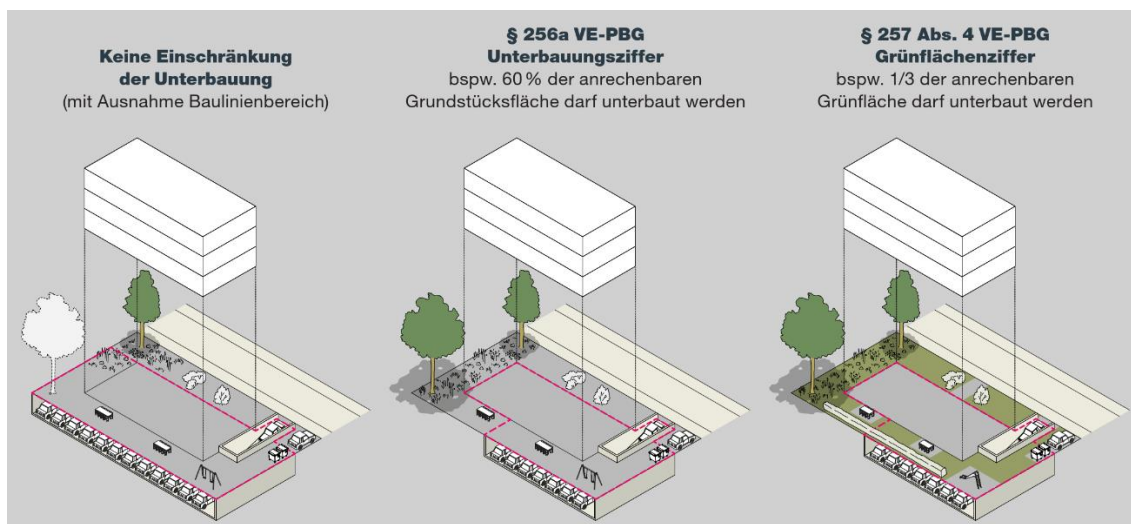 Keine Einschränkung
der Unterbauung
(mit Ausnahme Baulinienbereich)
§ 256a VE-PBG
Unterbauungsziffer
bspw. 60 % der anrechenbaren
Grundstücksfläche darf unterbaut werden
§ 257 Abs. 4 VE-PBG
Grünflächenziffer
bspw. 1/3 der anrechenbaren
Grünfläche darf unterbaut werden